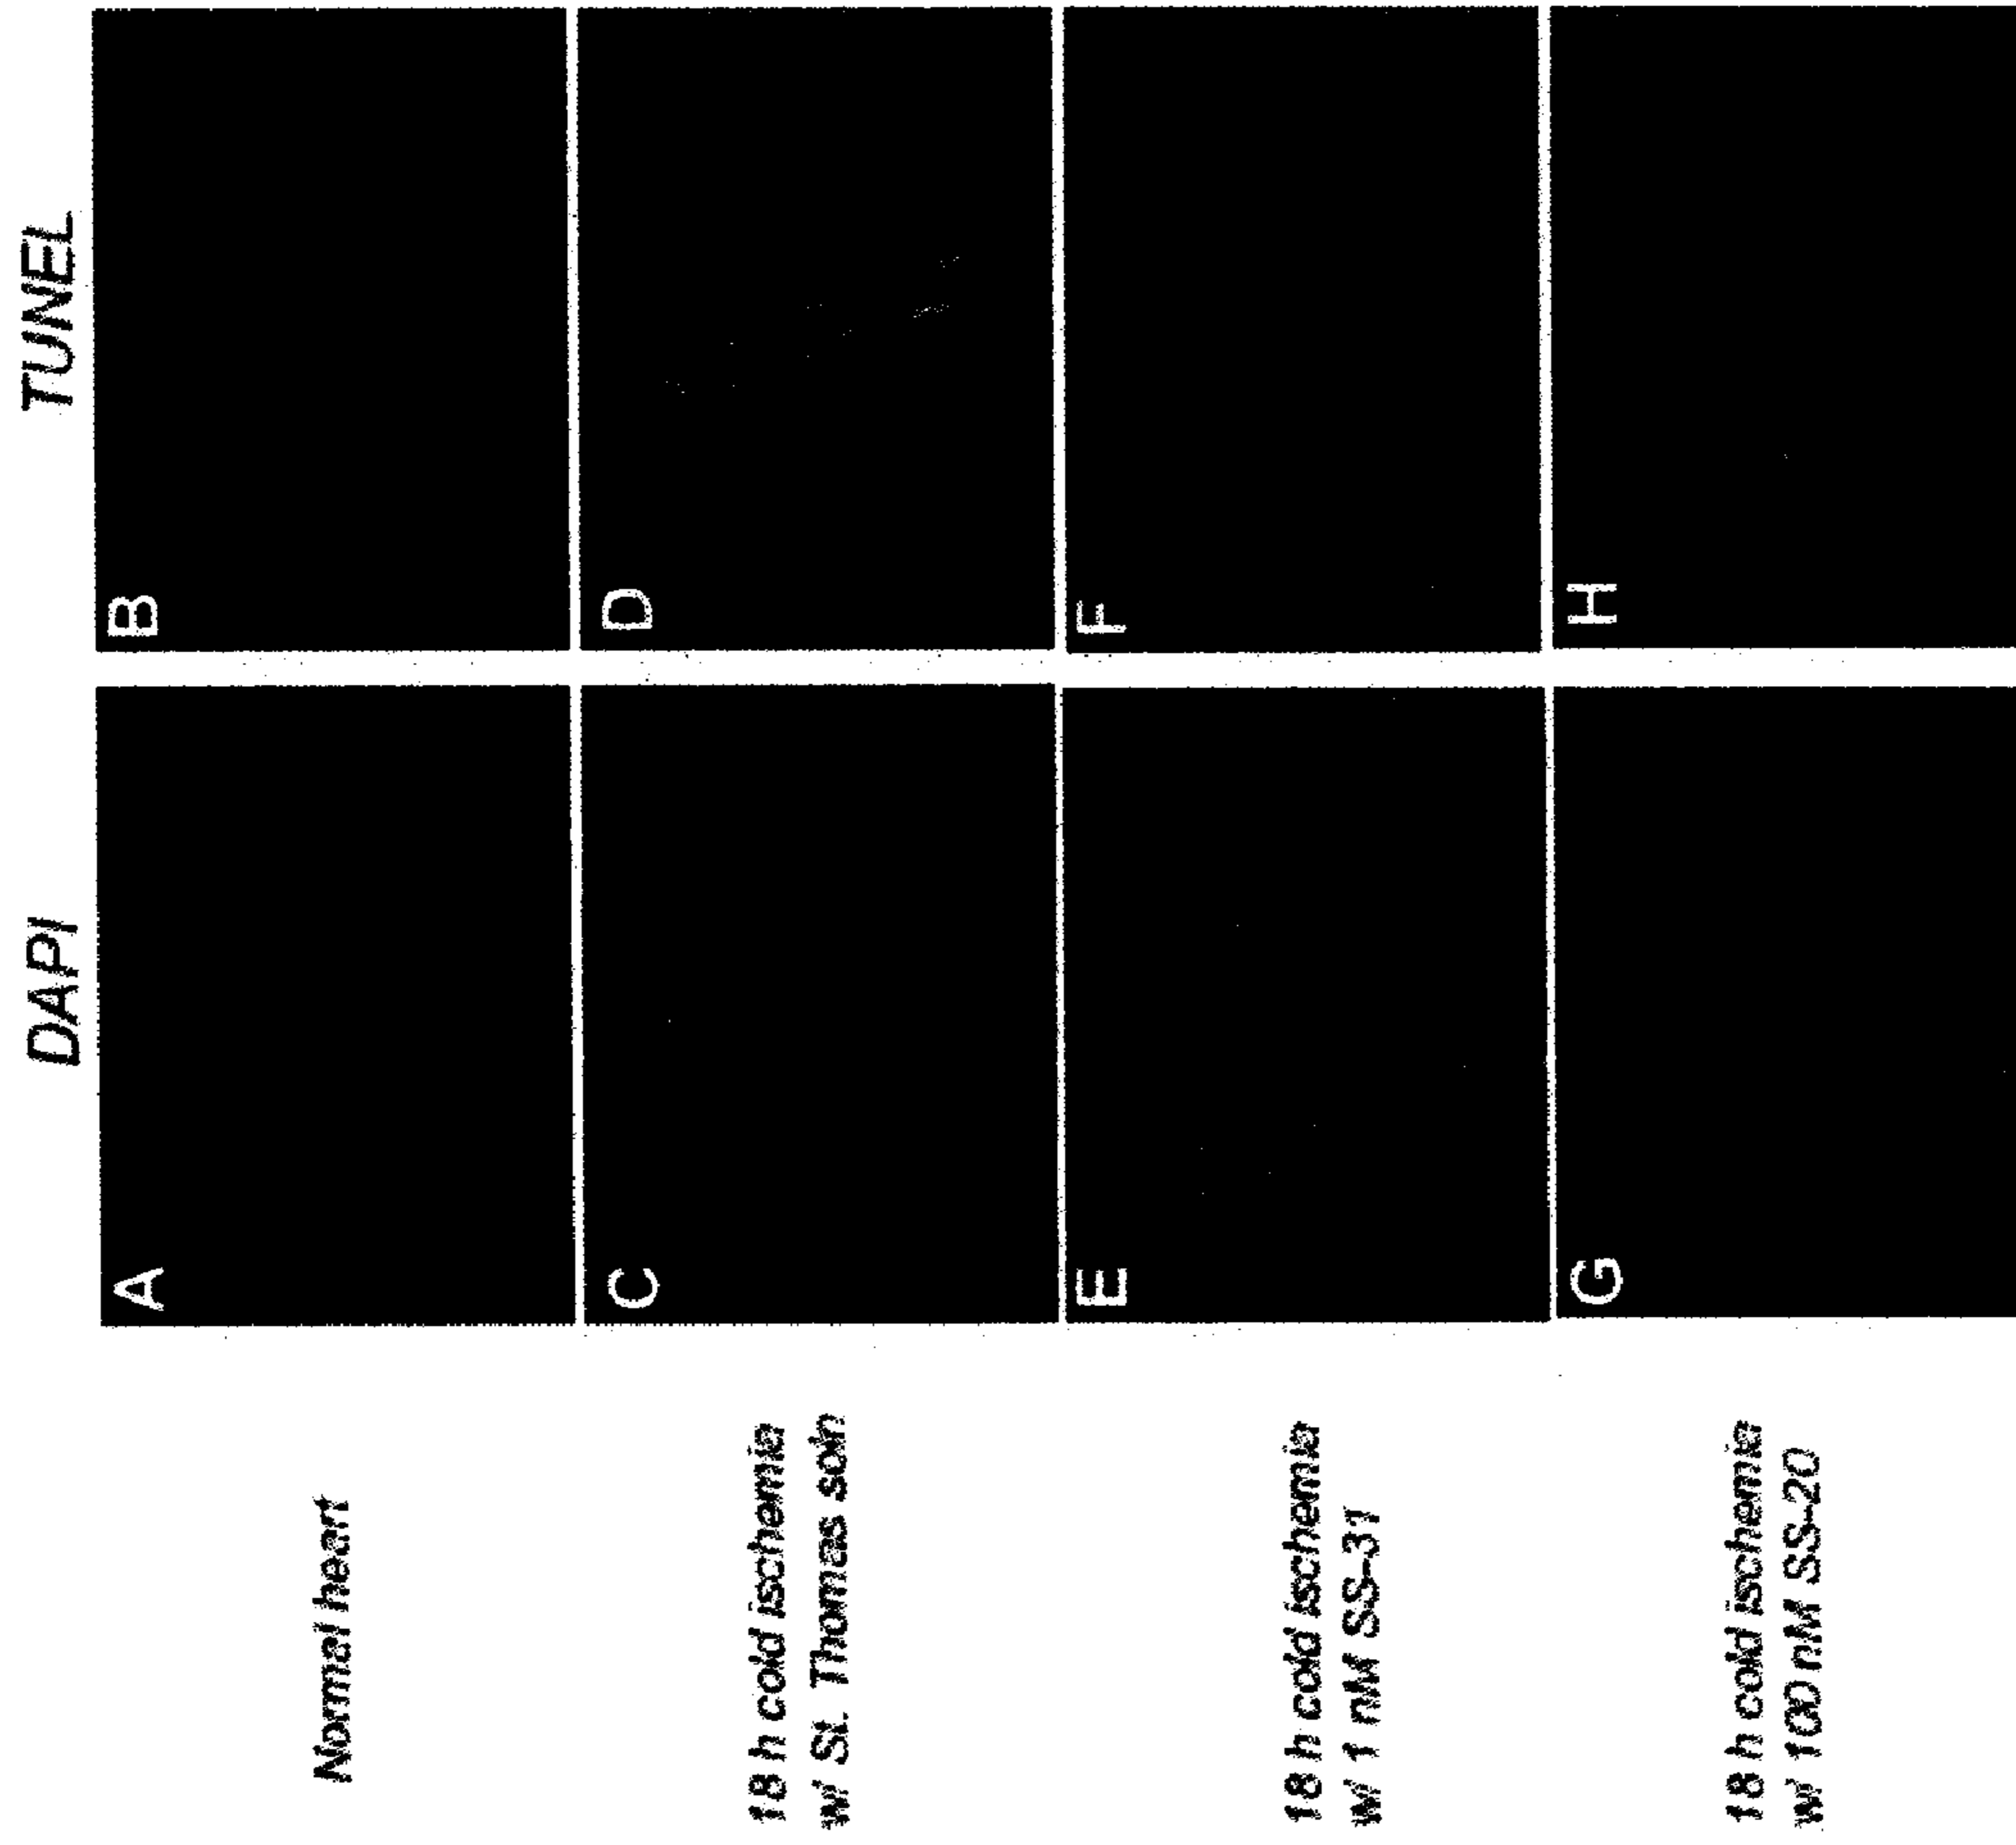 DAPI
TUNEL
Normal heart
A
B
18 h cold ischemia
w/ St. Thomas soln
C
D
18 h cold ischemia
w/ 1 nM SS-31
E
F
18 h cold ischemia
w/ 100 nM SS-20
G
H